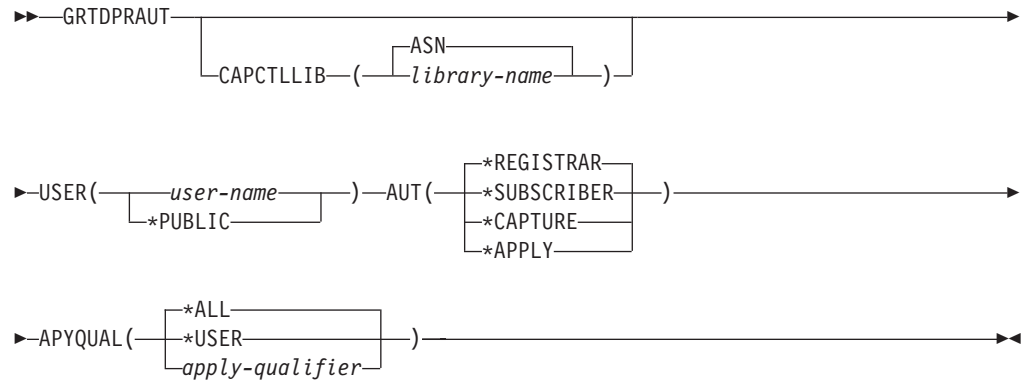 GRTDPRAUT
ASN
CAPCTLLIB ( library-name )
*REGISTRAR
USER( user-name ) AUT( *SUBSCRIBER )
*PUBLIC *CAPTURE
*APPLY
*ALL
APYQUAL( *USER )
apply-qualifier